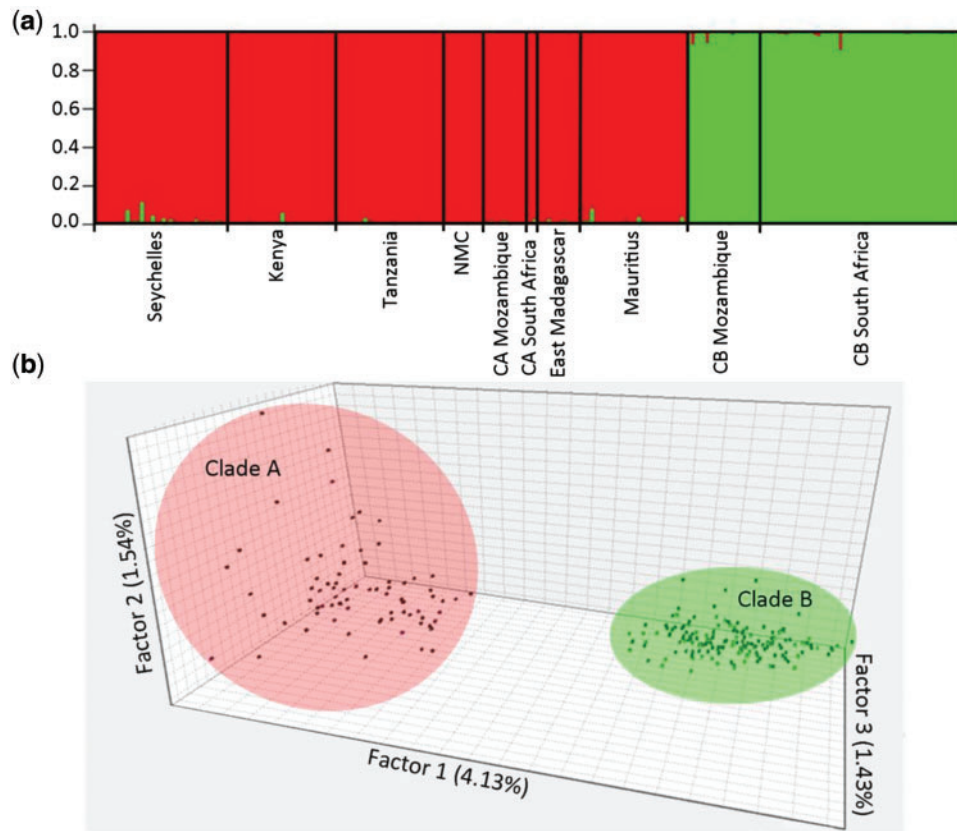 (a)
1.0
0.8
0.6
0.4
0.2
0.0
Seychelles
Kenya
Tanzania
NMC
CA Mozambique
CA South Africa
East Madagascar
Mauritius
CB Mozambique
CB South Africa
(b)
Clade A
Clade B
Factor 2 (1.54%)
Factor 1 (4.13%)
Factor 3 (1.43%)